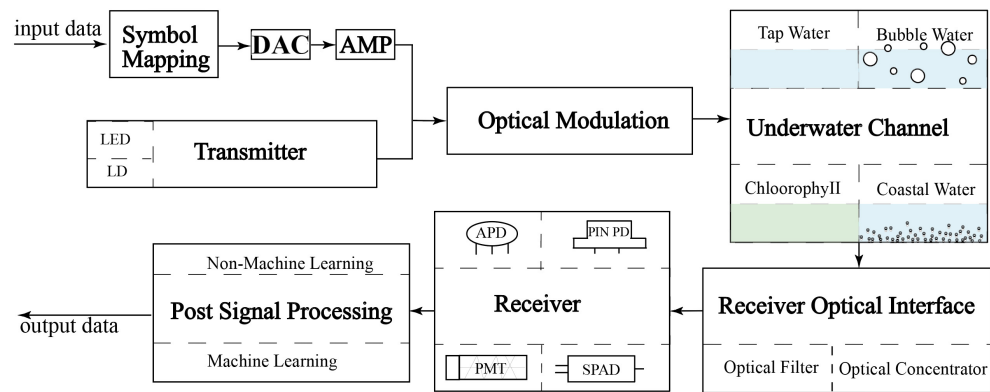 input data
Symbol
Mapping
DAC
AMP
LED
LD
Transmitter
Optical Modulation
Tap Water
Bubble Water
Underwater Channel
ChloorophyII
Coastal Water
Receiver Optical Interface
Optical Filter
Optical Concentrator
APD
PIN PD
Receiver
PMT
SPAD
Non-Machine Learning
Post Signal Processing
Machine Learning
output data